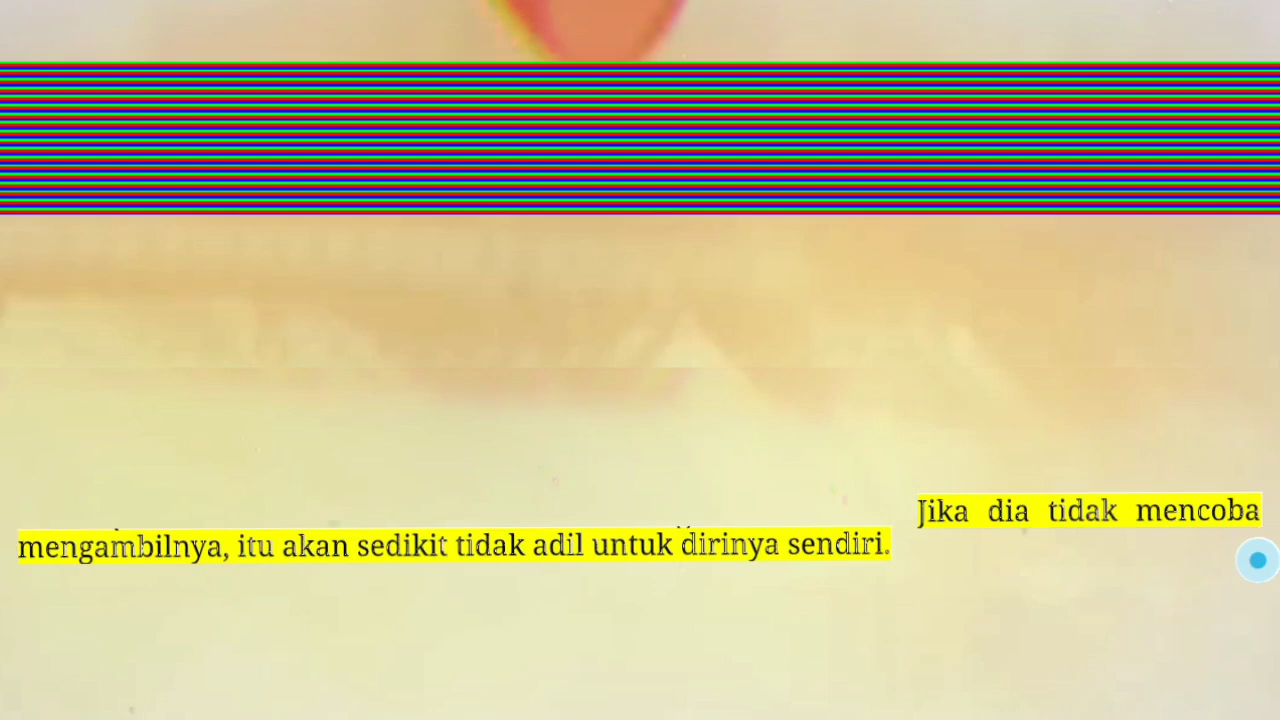 Jika dia tidak mencoba
mengambilnya, itu akan sedikit tidak adil untuk dirinya sendiri.